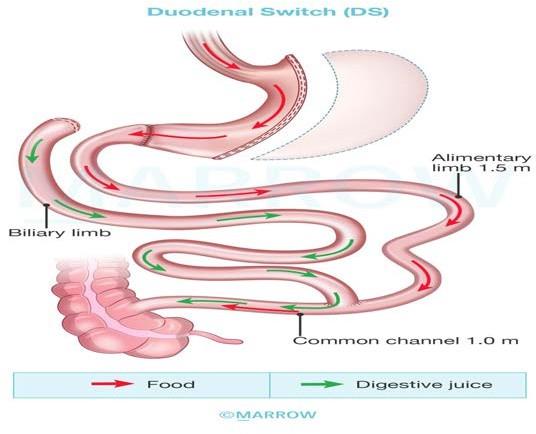 Duodenal Switch (DS)
MARROW
Alimentary
limb 1.5 m
Biliary limb
Common channel 1.0 m
Food
Digestive juice
©MARROW